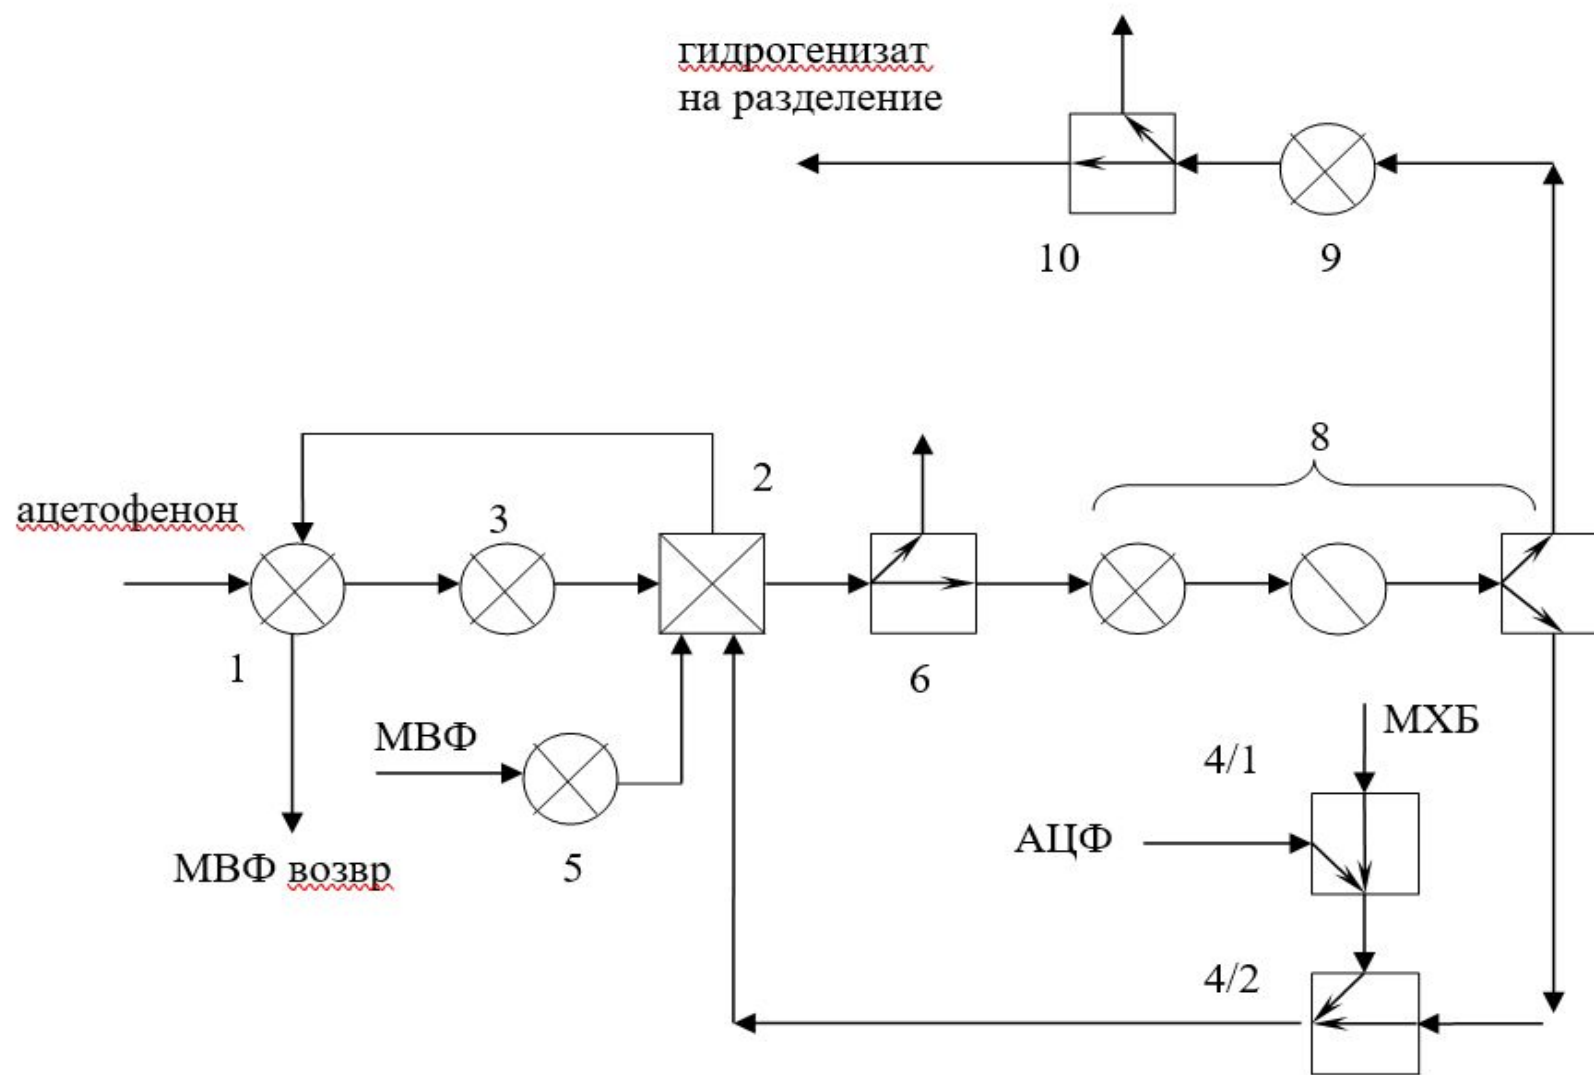 гидрогенизат
на разделение
10
9
8
2
ацетофенон
3
1
6
МВФ
МХБ
4/1
АЦФ
МВФ возвр
5
4/2